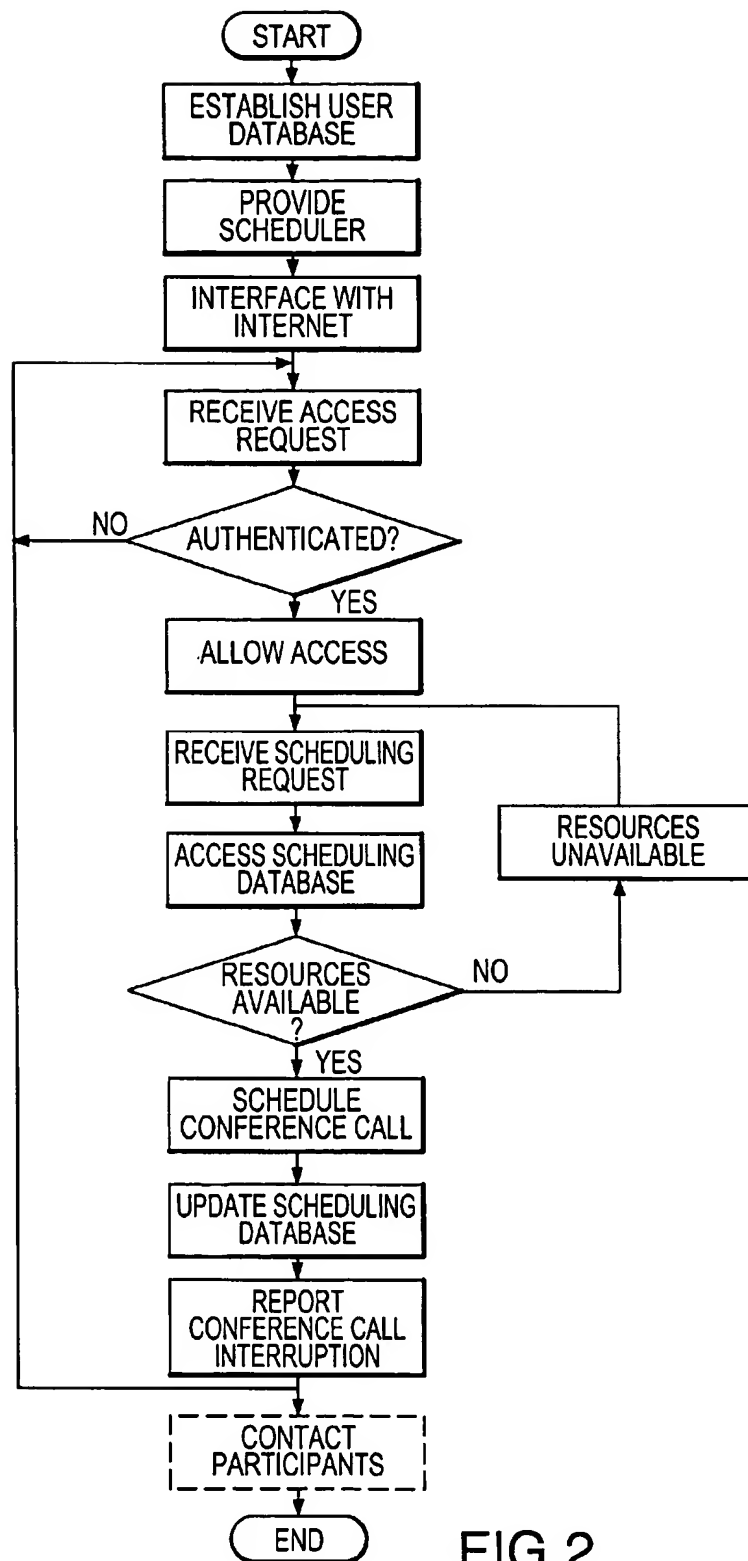 START
ESTABLISH USER
DATABASE
PROVIDE
SCHEDULER
INTERFACE WITH
INTERNET
RECEIVE ACCESS
REQUEST
NO
AUTHENTICATED?
YES
ALLOW ACCESS
RECEIVE SCHEDULING
REQUEST
RESOURCES
UNAVAILABLE
ACCESS SCHEDULING
DATABASE
RESOURCES
AVAILABLE
?
NO
YES
SCHEDULE
CONFERENCE CALL
UPDATE SCHEDULING
DATABASE
REPORT
CONFERENCE CALL
INTERRUPTION
CONTACT
PARTICIPANTS
END
FIG.2